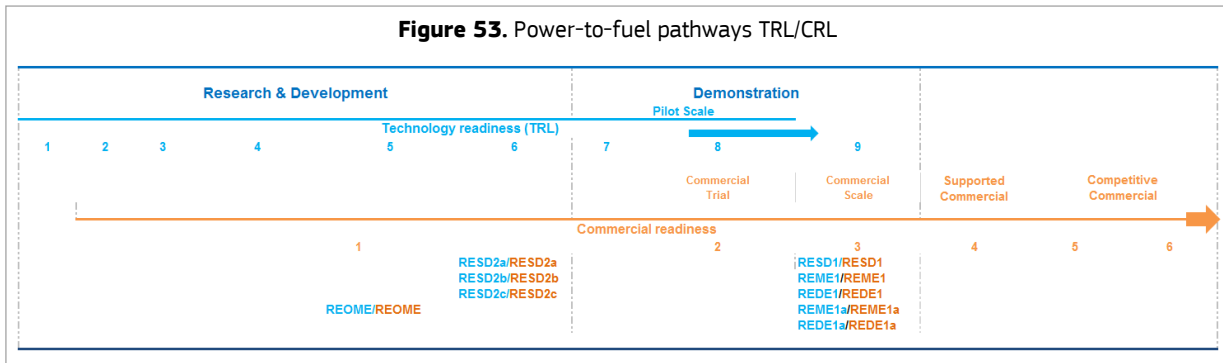 Figure 53. Power-to-fuel pathways TRL/CRL
Research & Development Demonstration
Pilot Scale
Technology readiness (TRL)
1 2 3 4 5 6 7 8 9
Commercial Trial
Commercial Scale
Supported Commercial
Competitive Commercial
Commercial readiness
1 2 3 4 5 6
RESD2a/RESD2a RESD1/RESD1
RESD2b/RESD2b REME1/REME1
RESD2c/RESD2c REDE1/REDE1
REOME/REOME REME1a/REME1a
REDE1a/REDE1a